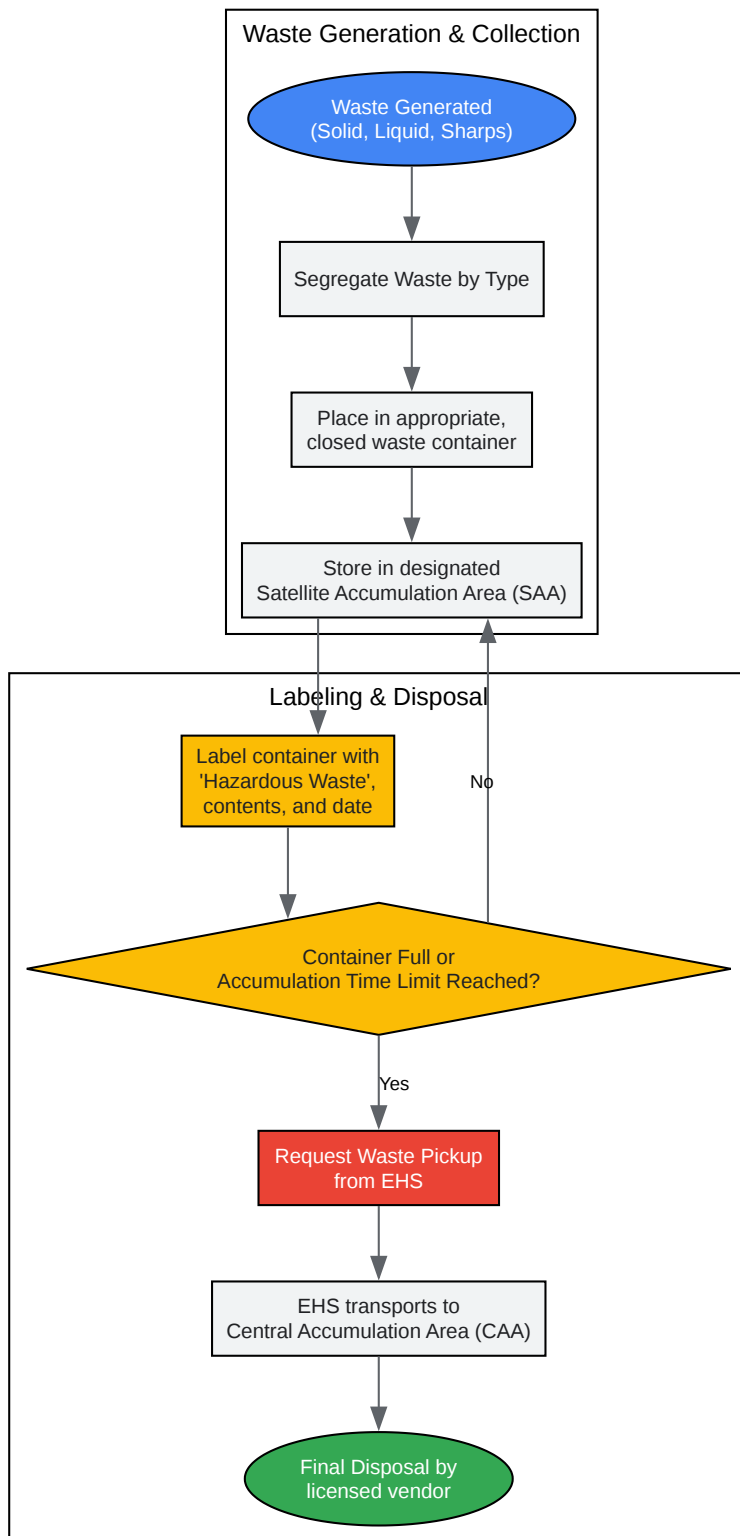 Waste Generation & Collection
Waste Generated
(Solid, Liquid, Sharps)
Segregate Waste by Type
Place in appropriate,
closed waste container
Store in designated
Satellite Accumulation Area (SAA)
Labeling & Disposal
Label container with
'Hazardous Waste',
contents, and date
No
Container Full or
Accumulation Time Limit Reached?
Yes
Request Waste Pickup
from EHS
EHS transports to
Central Accumulation Area (CAA)
Final Disposal by
licensed vendor